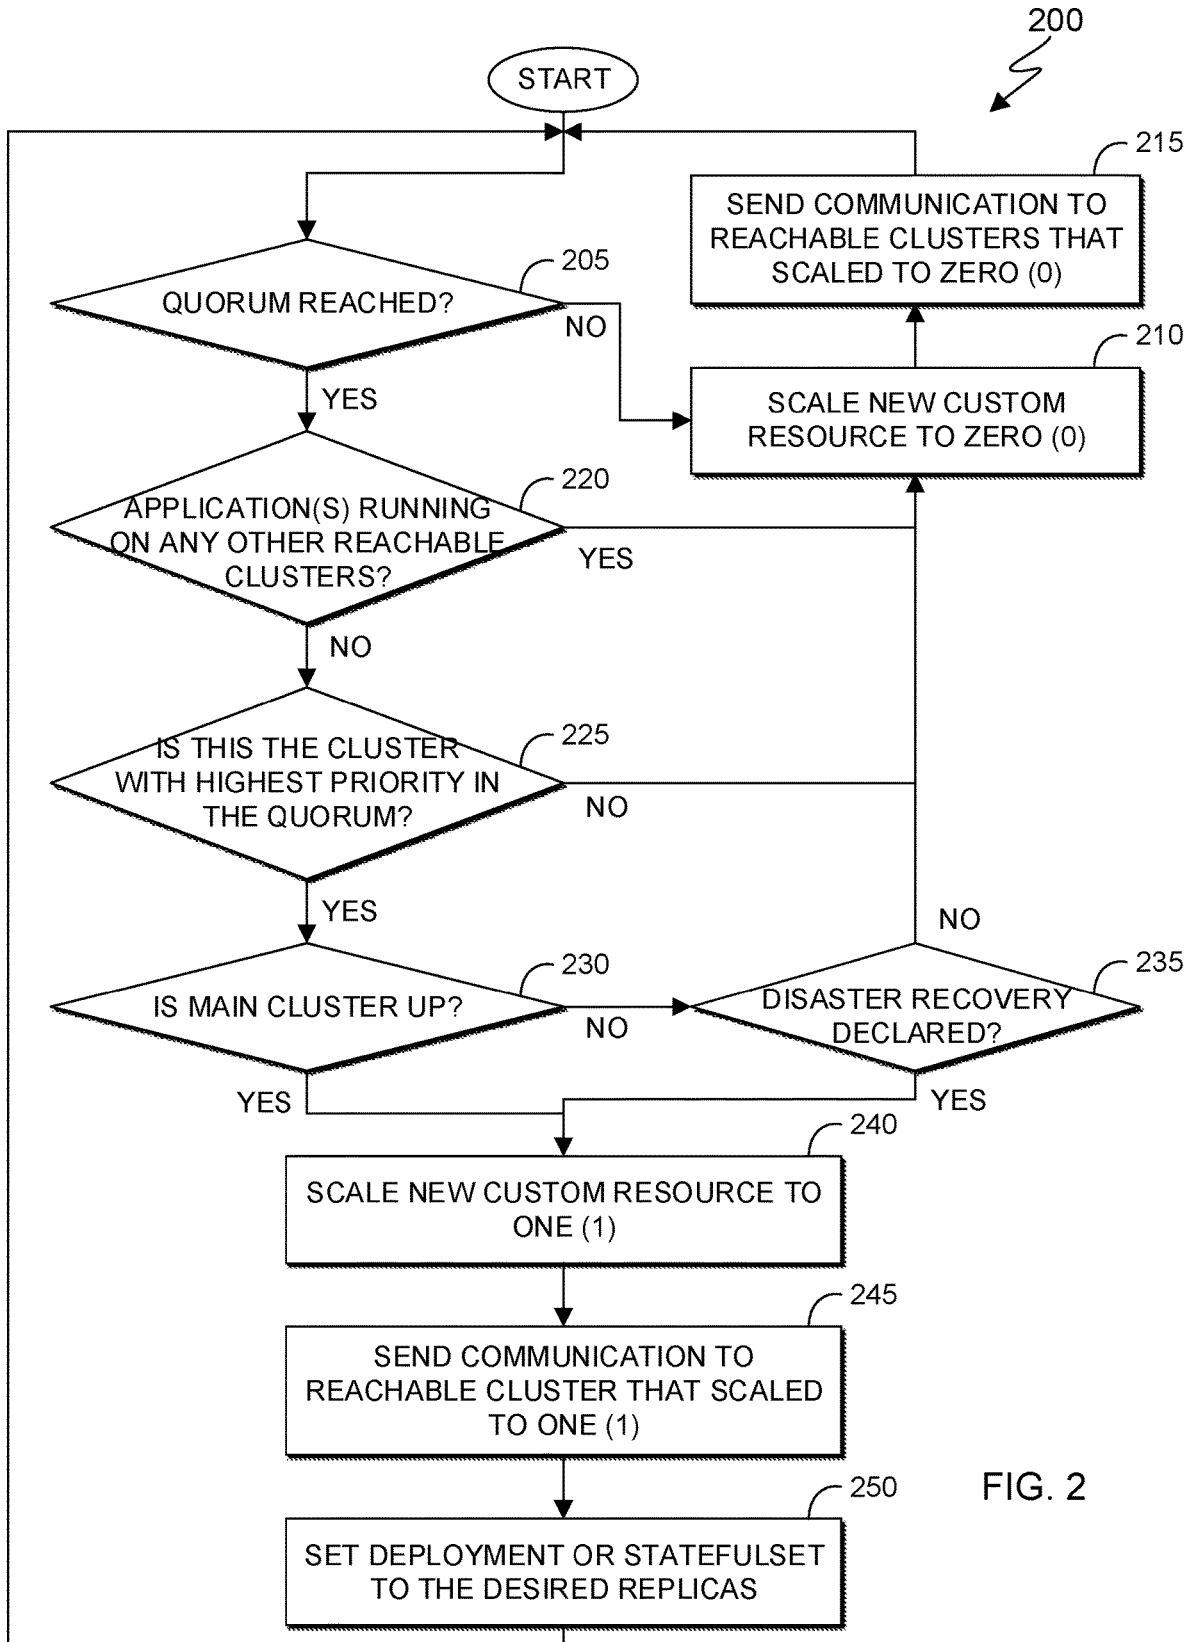 200
START
215
SEND COMMUNICATION TO
REACHABLE CLUSTERS THAT
SCALED TO ZERO (0)
205
QUORUM REACHED?
NO
YES
210
SCALE NEW CUSTOM
RESOURCE TO ZERO (0)
220
APPLICATION(S) RUNNING
ON ANY OTHER REACHABLE
CLUSTERS?
YES
NO
225
IS THIS THE CLUSTER
WITH HIGHEST PRIORITY IN
THE QUORUM?
NO
YES
230
IS MAIN CLUSTER UP?
NO
YES
NO
235
DISASTER RECOVERY
DECLARED?
YES
240
SCALE NEW CUSTOM RESOURCE TO
ONE (1)
245
SEND COMMUNICATION TO
REACHABLE CLUSTER THAT SCALED
TO ONE (1)
250
SET DEPLOYMENT OR STATEFULSET
TO THE DESIRED REPLICAS
FIG. 2